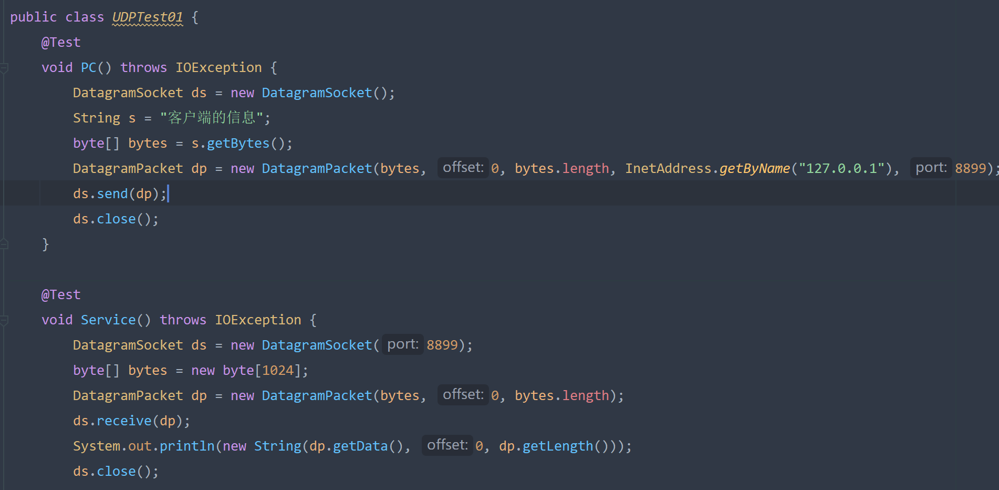 public class UDPTest01 {
@Test
void PC() throws IOException {
DatagramSocket ds = new DatagramSocket();
String s = "客户端的信息";
byte[] bytes = s.getBytes();
DatagramPacket dp = new DatagramPacket(bytes, offset: 0, bytes.length, InetAddress.getByName("127.0.0.1"), port: 8899);
ds.send(dp);
ds.close();
}
@Test
void Service() throws IOException {
DatagramSocket ds = new DatagramSocket( port: 8899);
byte[] bytes = new byte[1024];
DatagramPacket dp = new DatagramPacket(bytes, offset: 0, bytes.length);
ds.receive(dp);
System.out.println(new String(dp.getData(), offset: 0, dp.getLength()));
ds.close();